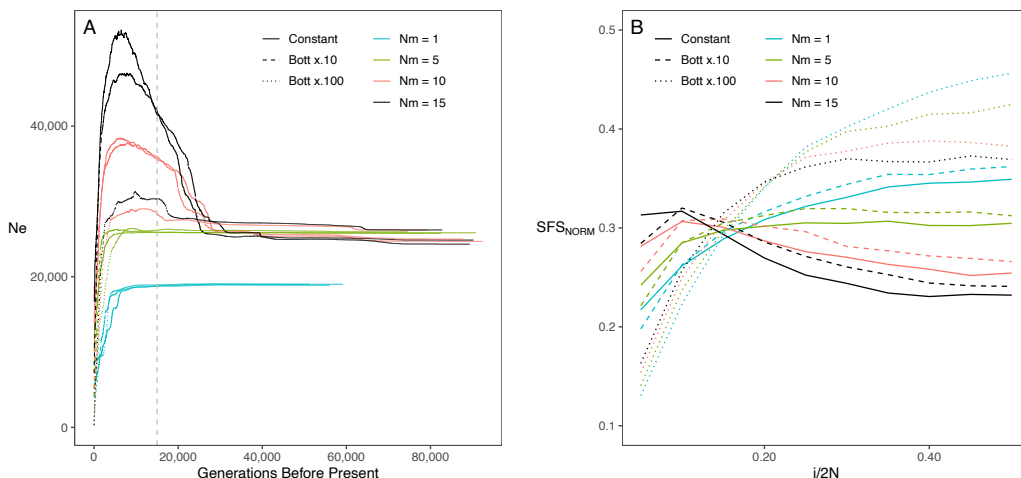 A
Constant
Bott x.10
Bott x.100
Nm = 1
Nm = 5
Nm = 10
Nm = 15
Ne
40,000
20,000
0
0
20,000
40,000
60,000
80,000
Generations Before Present
B
Constant
Bott x.10
Bott x.100
Nm = 1
Nm = 5
Nm = 10
Nm = 15
SFS_NORM
0.5
0.4
0.3
0.2
0.1
0.20
0.40
i/2N